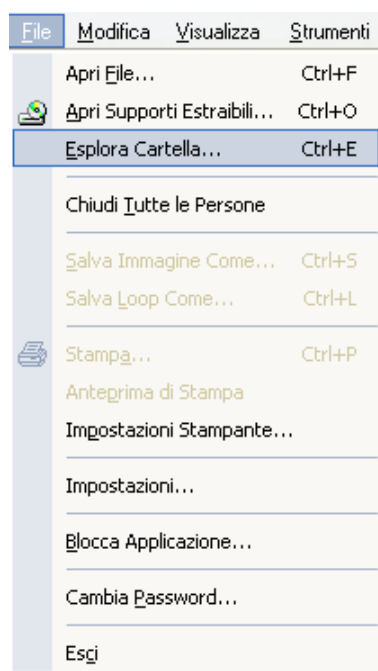 File Modifica Visualizza Strumenti
Apri File... Ctrl+F
Apri Supporti Estraibili... Ctrl+O
Esplora Cartella... Ctrl+E
Chiudi Tutte le Persone
Salva Immagine Come... Ctrl+S
Salva Loop Come... Ctrl+L
Stampa... Ctrl+P
Anteprima di Stampa
Impostazioni Stampante...
Impostazioni...
Blocca Applicazione...
Cambia Password...
Esci